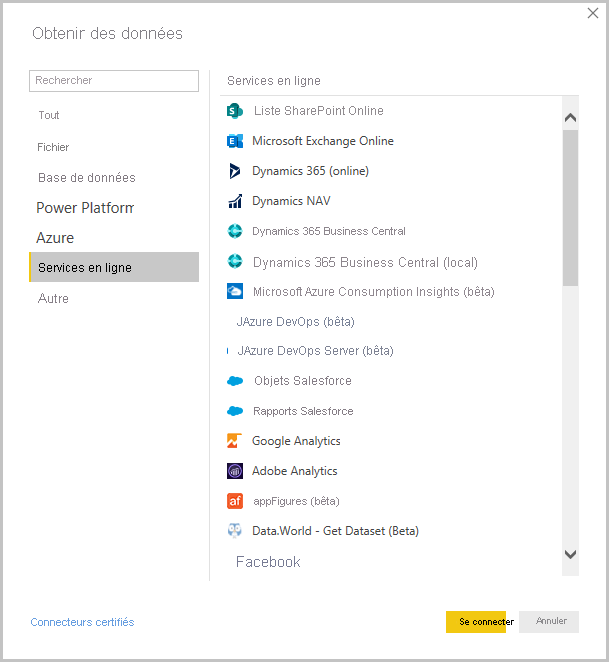 Obtenir des données
Rechercher
Tout
Fichier
Base de données
Power Platform
Azure
Services en ligne
Autre
Services en ligne
Liste SharePoint Online
Microsoft Exchange Online
Dynamics 365 (online)
Dynamics NAV
Dynamics 365 Business Central
Dynamics 365 Business Central (local)
Microsoft Azure Consumption Insights (bêta)
JAzure DevOps (bêta)
JAzure DevOps Server (bêta)
Objets Salesforce
Rapports Salesforce
Google Analytics
Adobe Analytics
af appFigures (bêta)
Data.World - Get Dataset (Beta)
Facebook
Connecteurs certifiés
Se connecter
Annuler